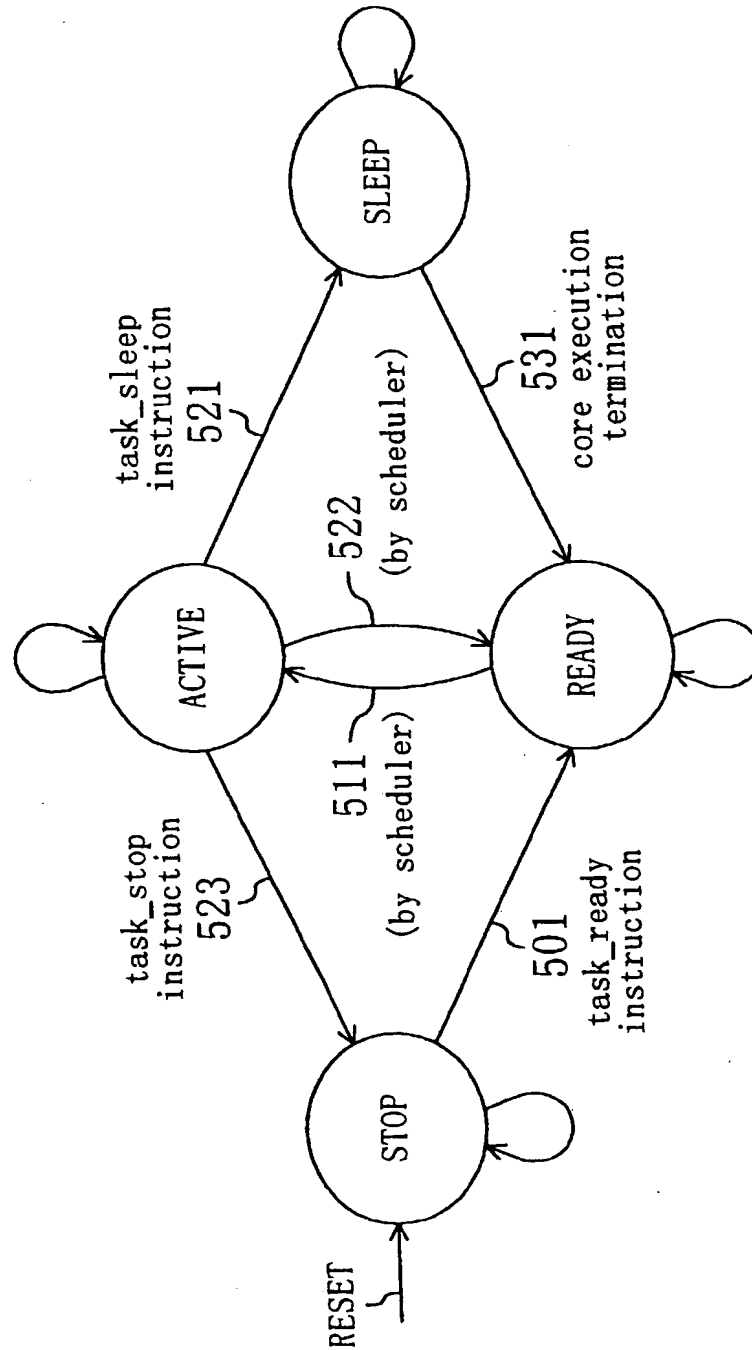 task_stop
instruction
523
ACTIVE
task_sleep
instruction
521
RESET
STOP
511
(by scheduler)
522
(by scheduler)
SLEEP
501
task_ready
instruction
READY
531
core execution
termination